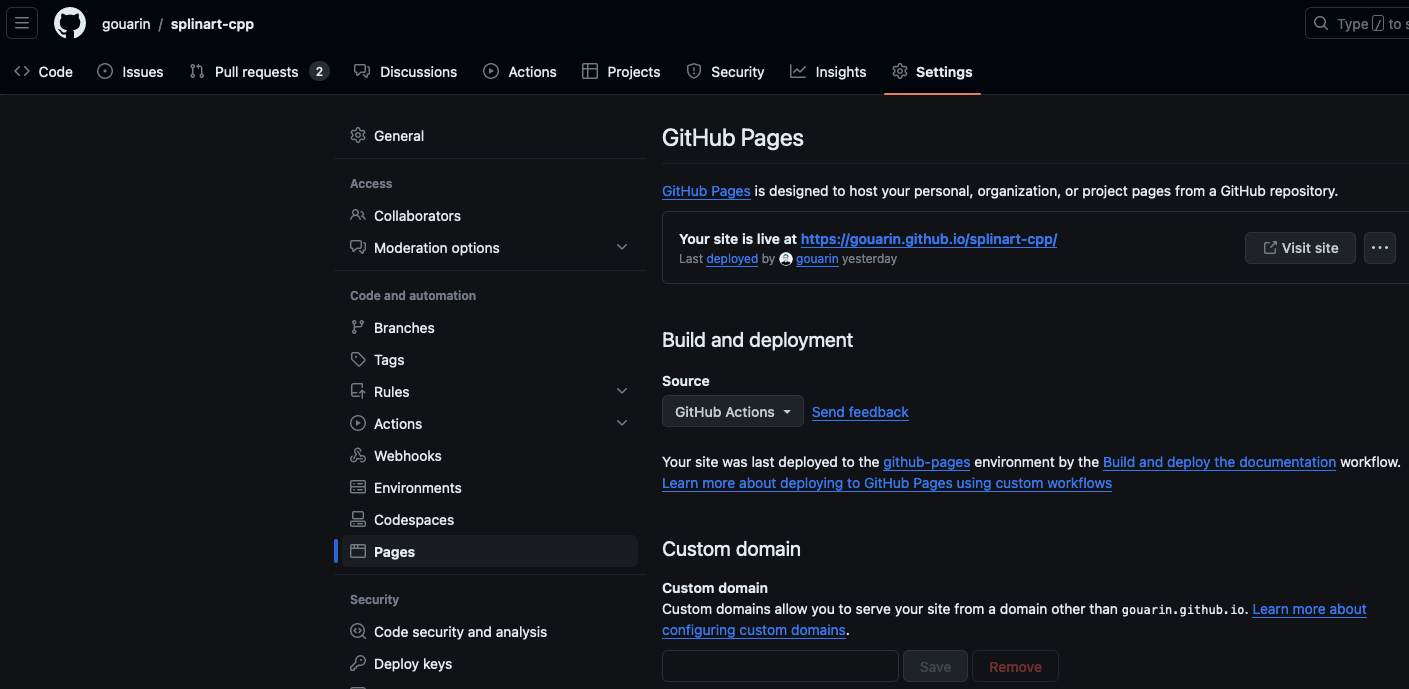 gouarin / splinart-cpp
Type / to s
Code Issues Pull requests 2 Discussions Actions Projects Security Insights Settings
General
Access
Collaborators
Moderation options
Code and automation
Branches
Tags
Rules
Actions
Webhooks
Environments
Codespaces
Pages
Security
Code security and analysis
Deploy keys
GitHub Pages
GitHub Pages is designed to host your personal, organization, or project pages from a GitHub repository.
Your site is live at https://gouarin.github.io/splinart-cpp/
Last deployed by gouarin yesterday
Visit site
Build and deployment
Source
GitHub Actions Send feedback
Your site was last deployed to the github-pages environment by the Build and deploy the documentation workflow.
Learn more about deploying to GitHub Pages using custom workflows
Custom domain
Custom domain
Custom domains allow you to serve your site from a domain other than gouarin.github.io. Learn more about
configuring custom domains.
Save Remove